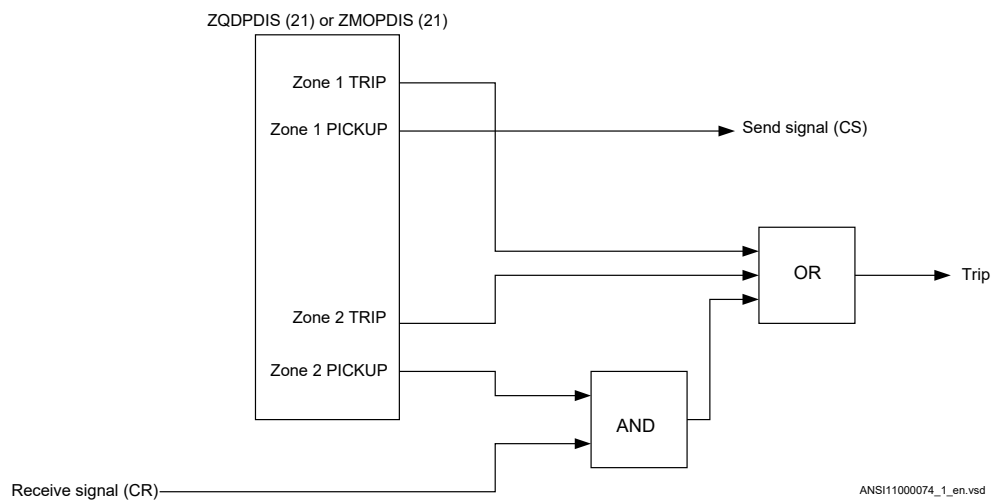 ZQDPDIS (21) or ZMOPDIS (21)
Zone 1 TRIP
Zone 1 PICKUP
Send signal (CS)
OR
Trip
Zone 2 TRIP
Zone 2 PICKUP
AND
Receive signal (CR)
ANSI11000074_1_en.vsd